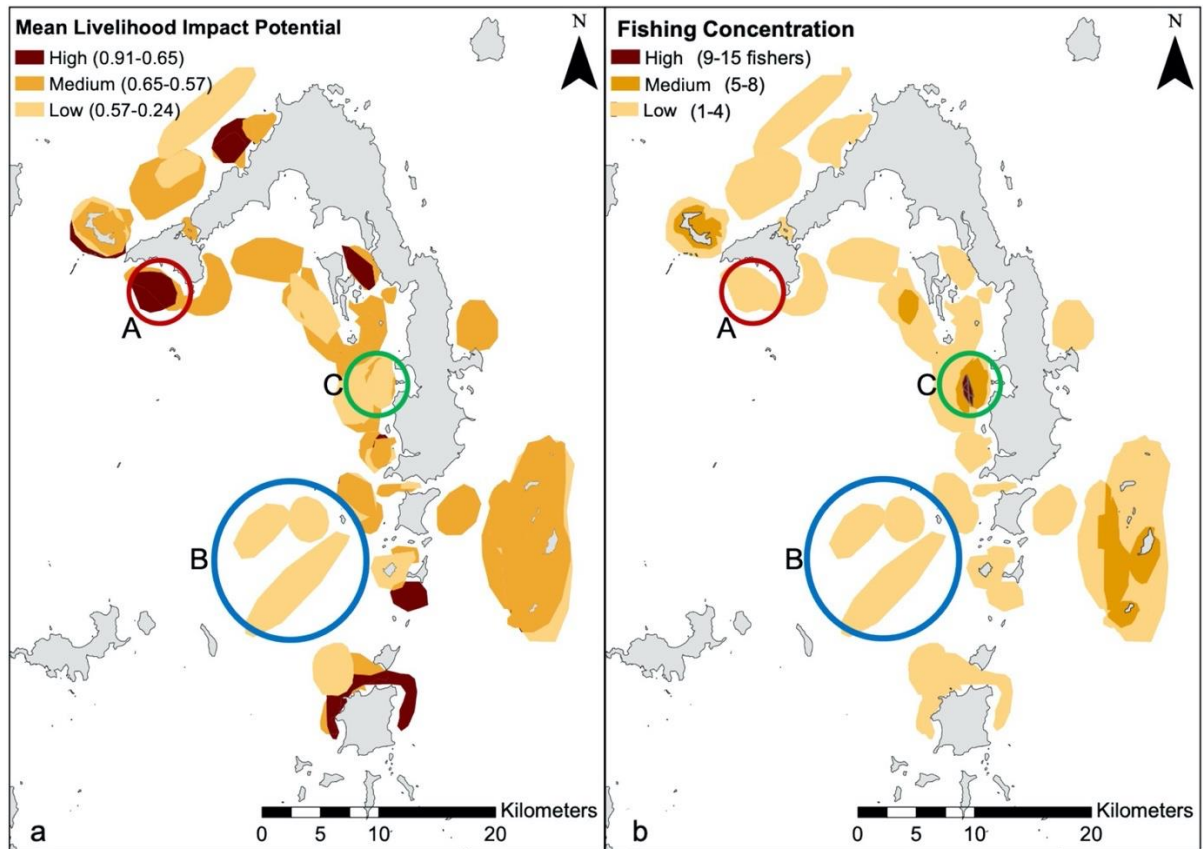 Mean Livelihood Impact Potential
High (0.91-0.65)
Medium (0.65-0.57)
Low (0.57-0.24)
N
A
B
C
Kilometers
0 5 10 20
a
Fishing Concentration
High (9-15 fishers)
Medium (5-8)
Low (1-4)
N
A
B
C
Kilometers
0 5 10 20
b